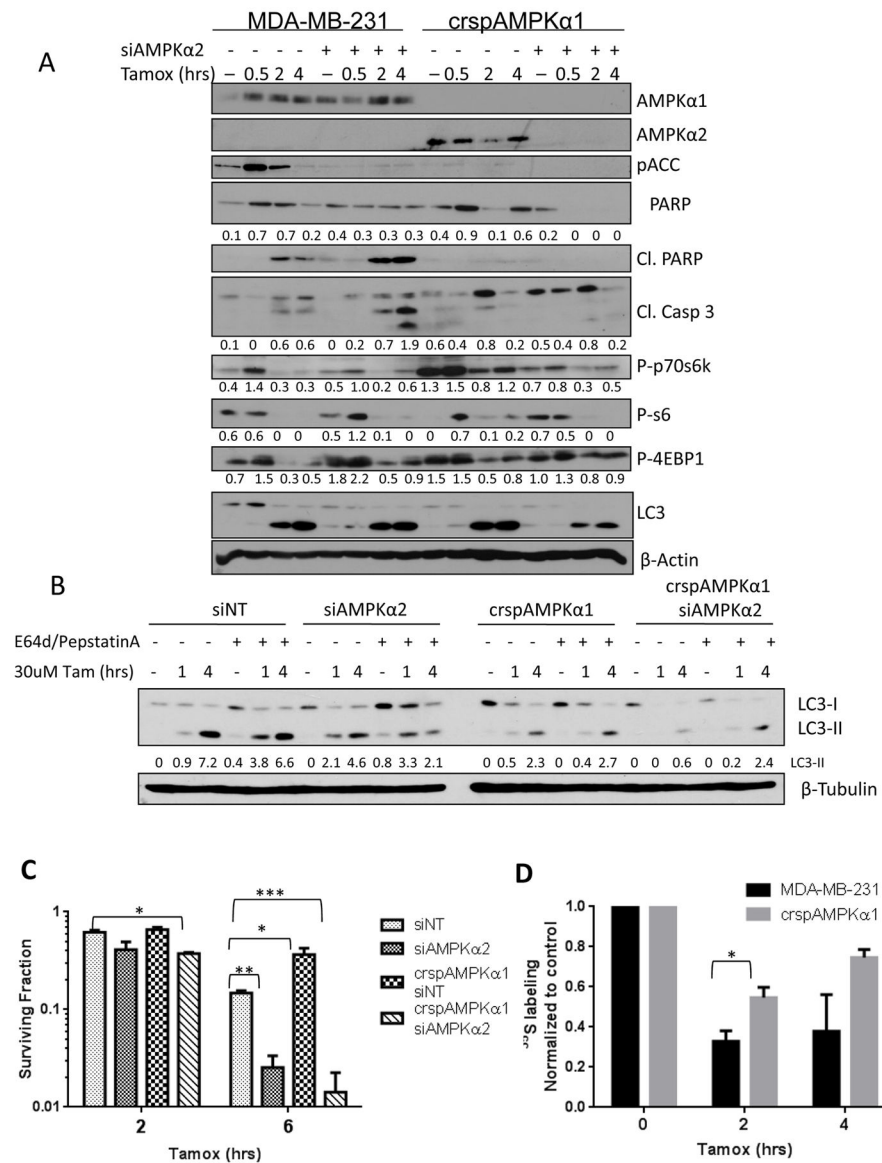 MDA-MB-231 crspAMPKα1
siAMPKα2 - - - - + + + + - - - - + + + +
A
Tamox (hrs) – 0.5 2 4 – 0.5 2 4 – 0.5 2 4 – 0.5 2 4
AMPKα1
AMPKα2
pACC
PARP
0.1 0.7 0.7 0.2 0.4 0.3 0.3 0.3 0.4 0.9 0.1 0.6 0.2 0 0 0
Cl. PARP
Cl. Casp 3
0.1 0 0.6 0.6 0 0.2 0.7 1.9 0.6 0.4 0.8 0.2 0.5 0.4 0.8 0.2
P-p70s6k
0.4 1.4 0.3 0.3 0.5 1.0 0.2 0.6 1.3 1.5 0.8 1.2 0.7 0.8 0.3 0.5
P-s6
0.6 0.6 0 0 0.5 1.2 0.1 0 0 0.7 0.1 0.2 0.7 0.5 0 0
P-4EBP1
0.7 1.5 0.3 0.5 1.8 2.2 0.5 0.9 1.5 1.5 0.5 0.8 1.0 1.3 0.8 0.9
LC3
β-Actin
B
siNT siAMPKα2 crspAMPKα1 crspAMPKα1
siAMPKα2
E64d/PepstatinA - - - + + + - - - + + + - - - + + + - - - + + +
30uM Tam (hrs) - 1 4 - 1 4 - 1 4 - 1 4 - 1 4 - 1 4 - 1 4 - 1 4
LC3-I
LC3-II
0 0.9 7.2 0.4 3.8 6.6 0 2.1 4.6 0.8 3.3 2.1 0 0.5 2.3 0 0.4 2.7 0 0 0.6 0 0.2 2.4 LC3-II
β-Tubulin
C
Surviving Fraction
1
0.1
0.01
*
***
*
**
2 6
Tamox (hrs)
siNT
siAMPKα2
crspAMPKα1
siNT
crspAMPKα1
siAMPKα2
D
MDA-MB-231
crspAMPKα1
³⁵S labeling
Normalized to control
1.0
0.8
0.6
0.4
0.2
0.0
*
0 2 4
Tamox (hrs)